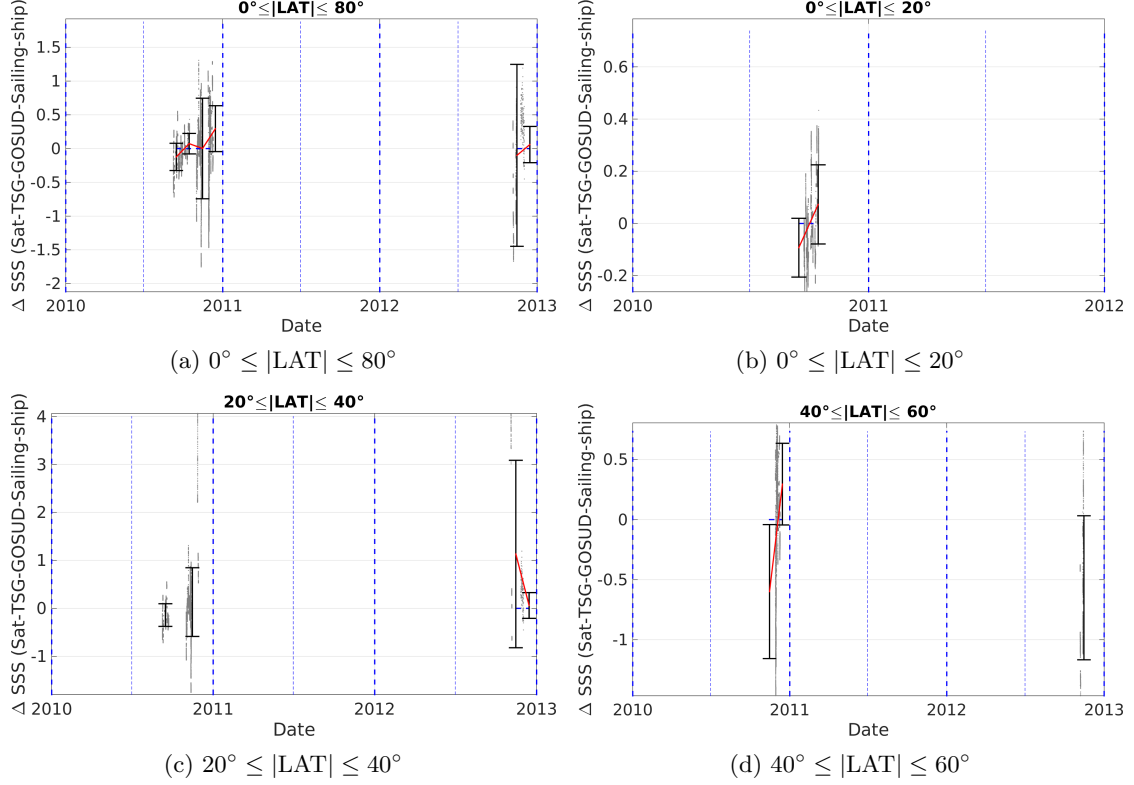 0°≤|LAT|≤ 80°
Δ SSS (Sat-TSG-GOSUD-Sailing-ship)
1.5
1
0.5
0
-0.5
-1
-1.5
-2
2010
2011
2012
2013
Date
(a) 0° ≤ |LAT| ≤ 80°
0°≤|LAT|≤ 20°
Δ SSS (Sat-TSG-GOSUD-Sailing-ship)
0.6
0.4
0.2
0
-0.2
2010
2011
2012
Date
(b) 0° ≤ |LAT| ≤ 20°
20°≤|LAT|≤ 40°
Δ SSS (Sat-TSG-GOSUD-Sailing-ship)
4
3
2
1
0
-1
2010
2011
2012
2013
Date
(c) 20° ≤ |LAT| ≤ 40°
40°≤|LAT|≤ 60°
Δ SSS (Sat-TSG-GOSUD-Sailing-ship)
0.5
0
-0.5
-1
2010
2011
2012
2013
Date
(d) 40° ≤ |LAT| ≤ 60°